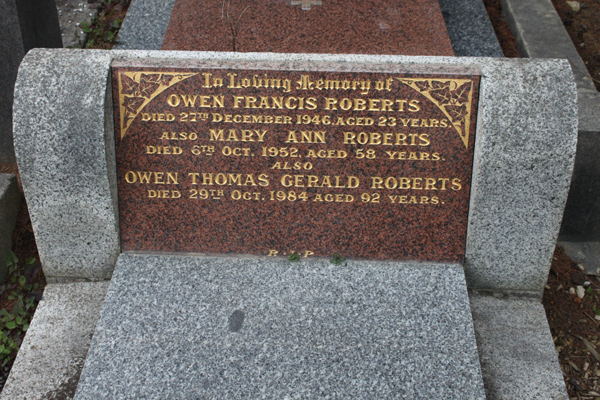 In Loving Memory of
OWEN FRANCIS ROBERTS
DIED 27TH DECEMBER 1946, AGED 23 YEARS.
ALSO MARY ANN ROBERTS
DIED 6TH OCT. 1952, AGED 58 YEARS.
ALSO
OWEN THOMAS GERALD ROBERTS
DIED 29TH OCT. 1984 AGED 92 YEARS.
R.I.P